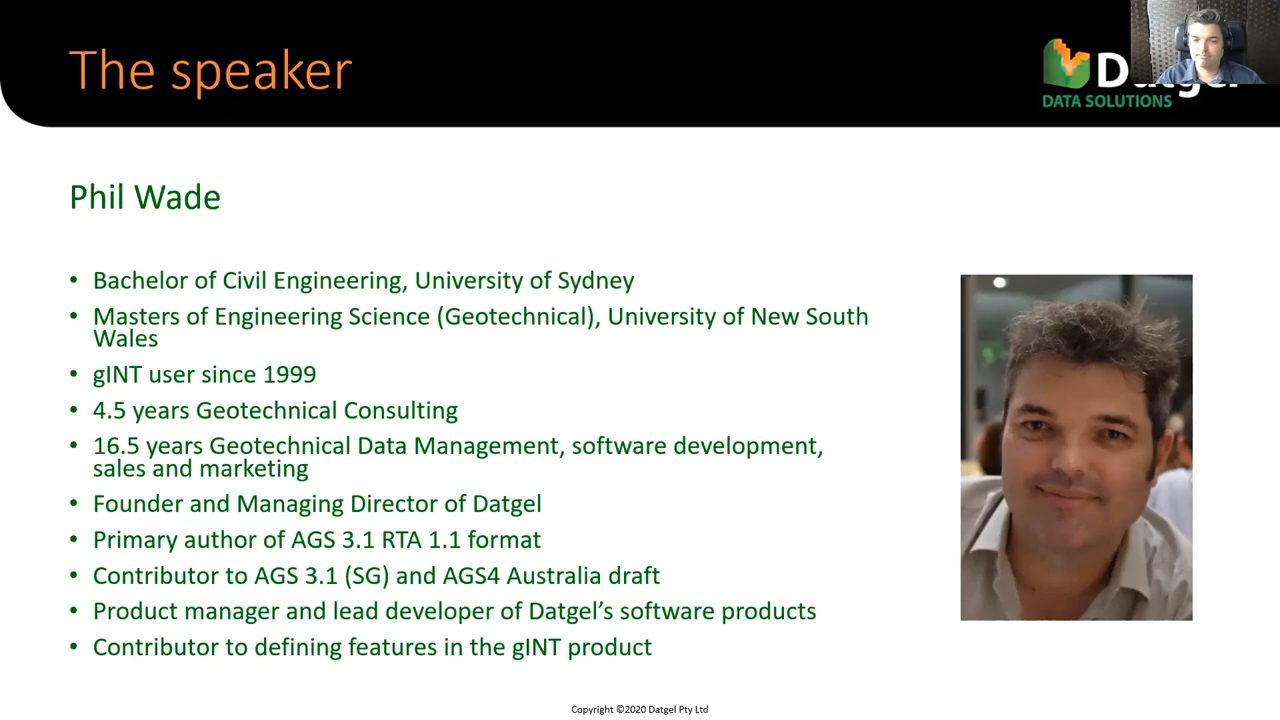 The speaker
DATA SOLUTIONS
Phil Wade
• Bachelor of Civil Engineering, University of Sydney
• Masters of Engineering Science (Geotechnical), University of New South
Wales
• gINT user since 1999
• 4.5 years Geotechnical Consulting
• 16.5 years Geotechnical Data Management, software development,
sales and marketing
• Founder and Managing Director of Datgel
• Primary author of AGS 3.1 RTA 1.1 format
• Contributor to AGS 3.1 (SG) and AGS4 Australia draft
• Product manager and lead developer of Datgel’s software products
• Contributor to defining features in the gINT product
Copyright ©2020 Datgel Pty Ltd